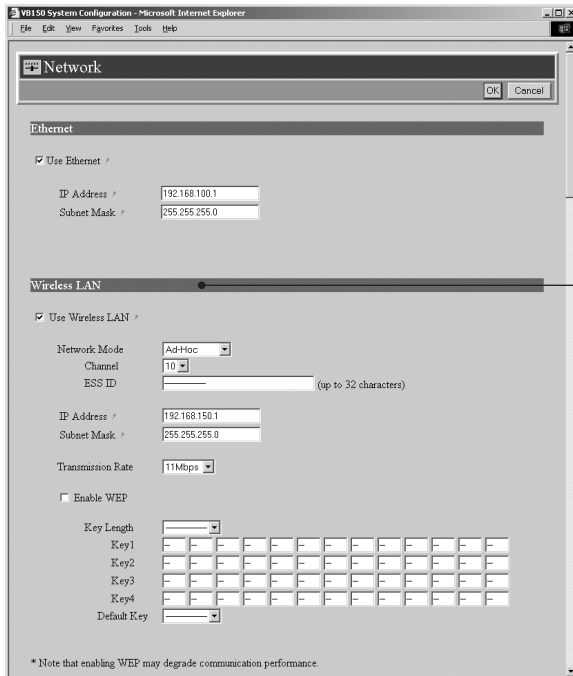 VB150 System Configuration - Microsoft Internet Explorer
File Edit View Favorites Tools Help
Network
OK Cancel
Ethernet
Use Ethernet
IP Address 192.168.100.1
Subnet Mask 255.255.255.0
Wireless LAN
Use Wireless LAN
Network Mode Ad-Hoc
Channel 10
ESS ID (up to 32 characters)
IP Address 192.168.150.1
Subnet Mask 255.255.255.0
Transmission Rate 11Mbps
Enable WEP
Key Length
Key1 - - - - - - - - - - - - -
Key2 - - - - - - - - - - - - -
Key3 - - - - - - - - - - - - -
Key4 - - - - - - - - - - - - -
Default Key
* Note that enabling WEP may degrade communication performance.